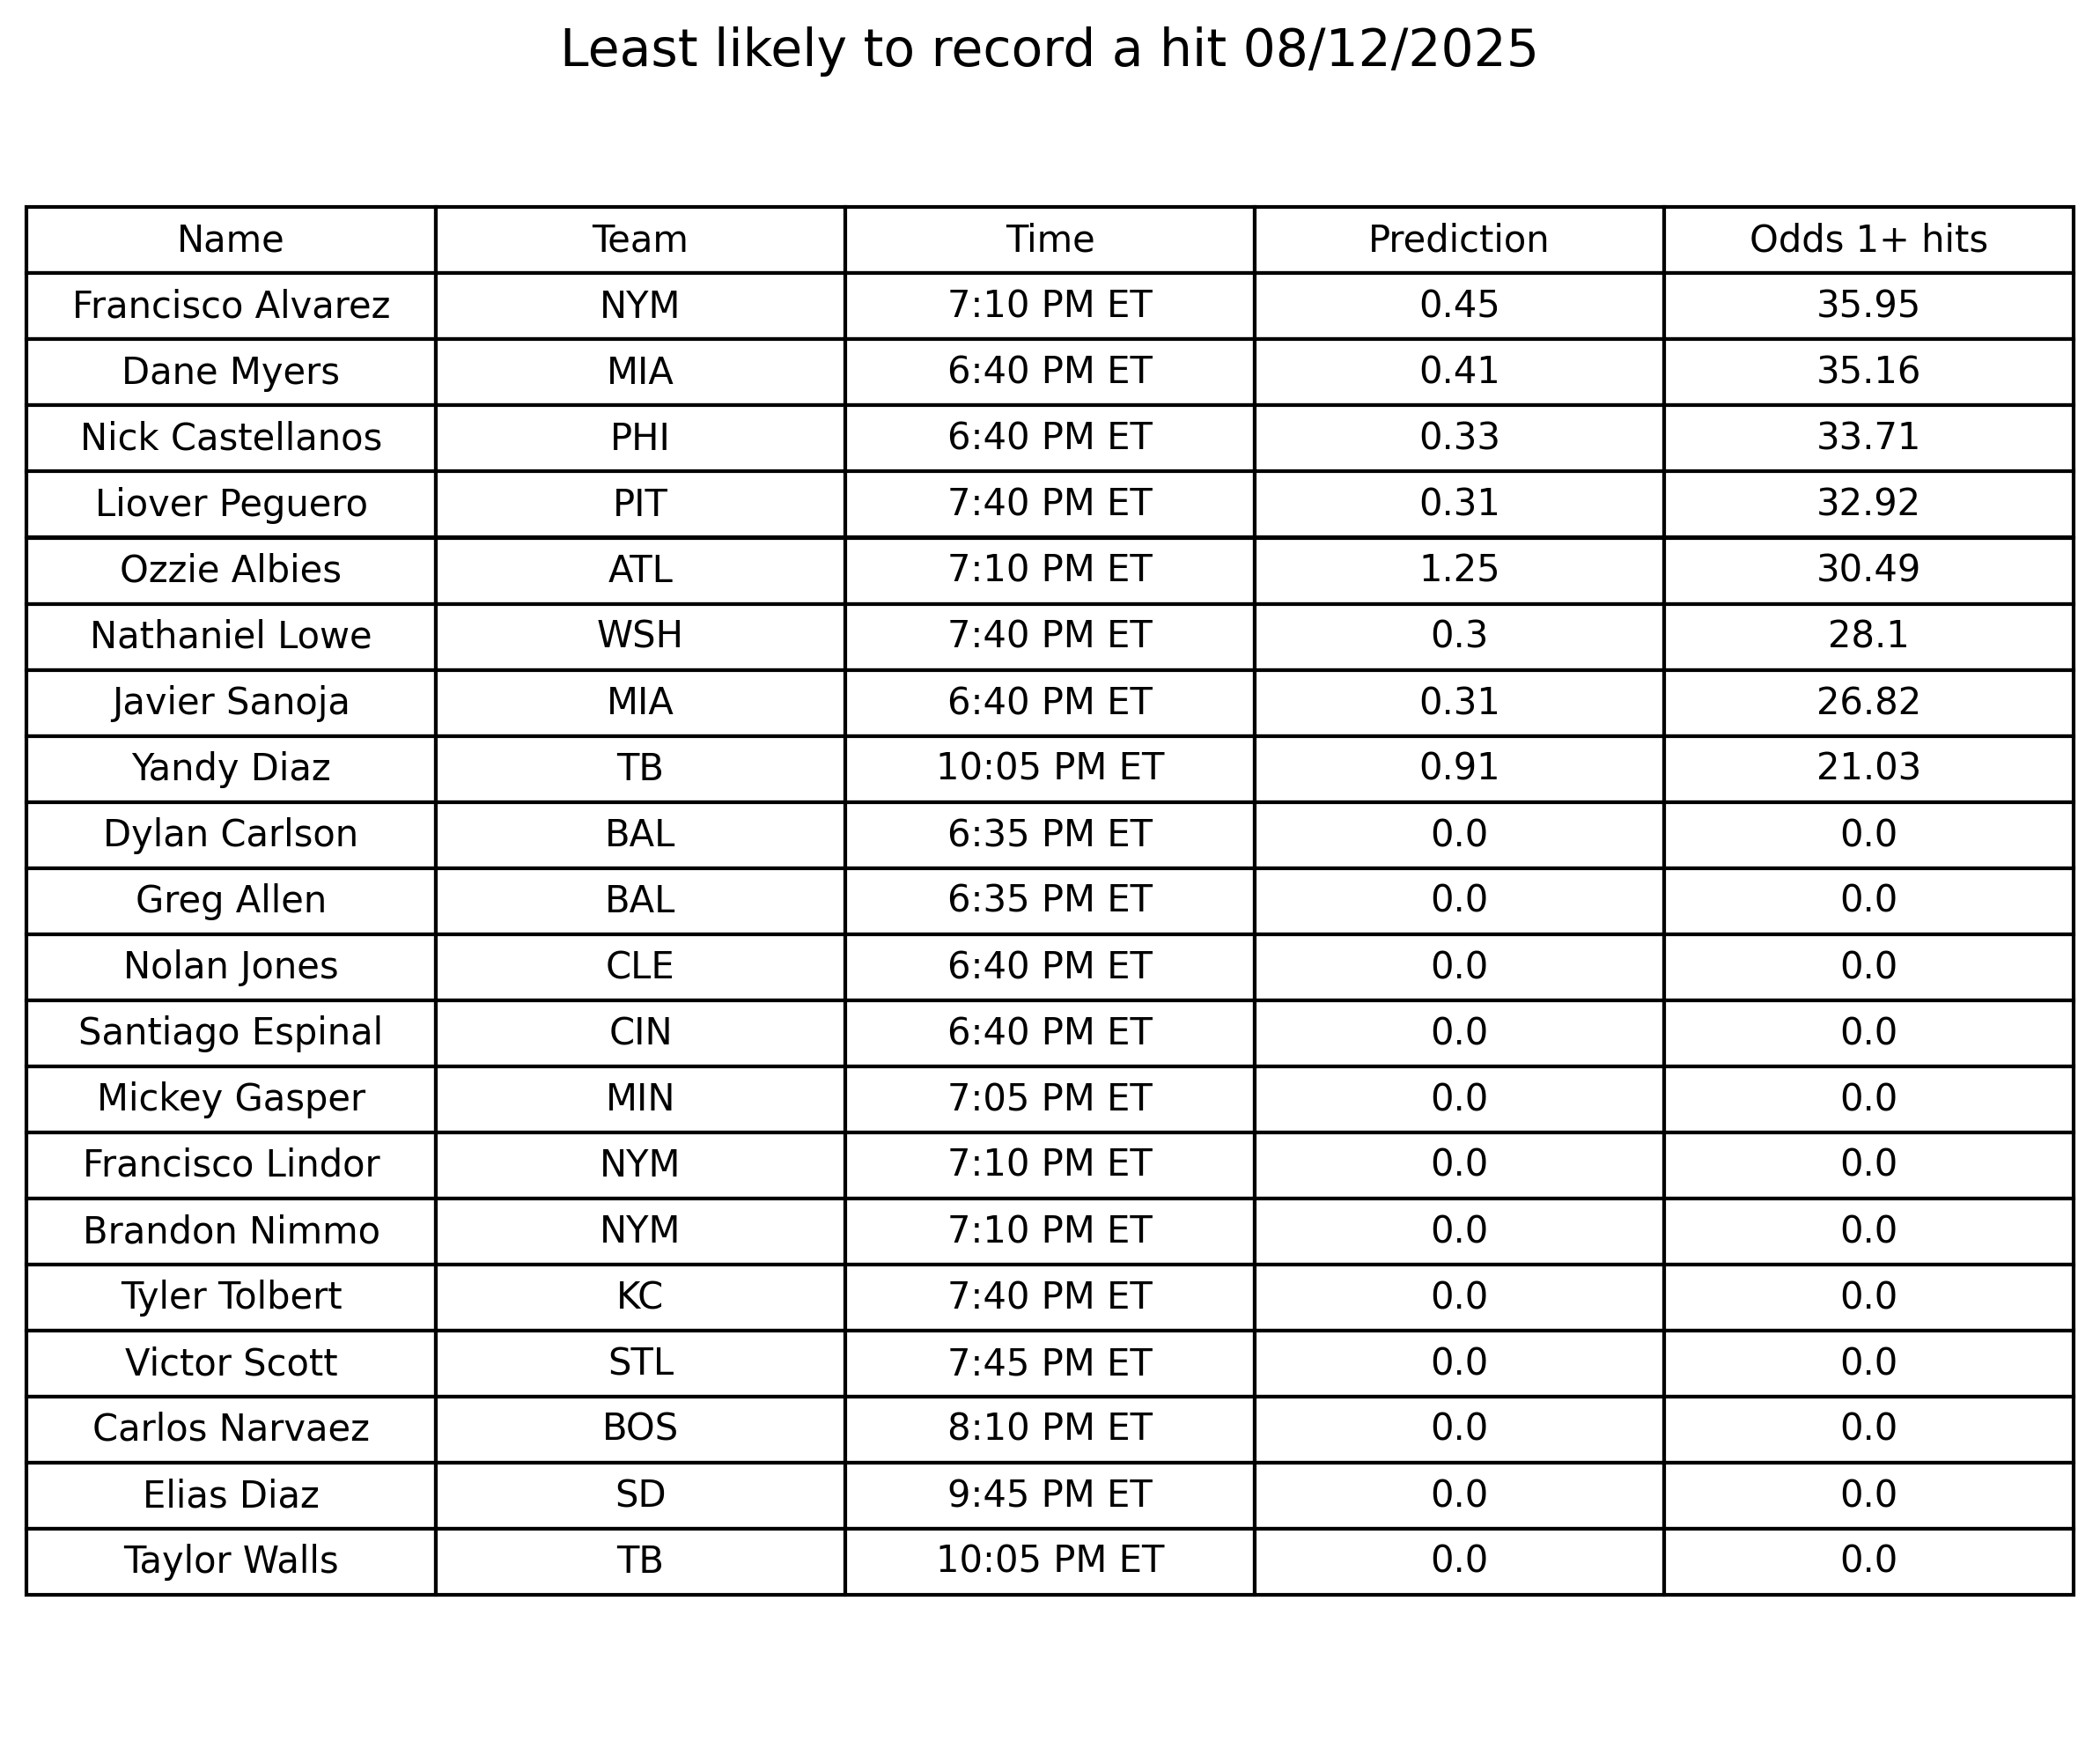 Least likely to record a hit 08/12/2025
Name Team Time Prediction Odds 1+ hits
Francisco Alvarez NYM 7:10 PM ET 0.45 35.95
Dane Myers MIA 6:40 PM ET 0.41 35.16
Nick Castellanos PHI 6:40 PM ET 0.33 33.71
Liover Peguero PIT 7:40 PM ET 0.31 32.92
Ozzie Albies ATL 7:10 PM ET 1.25 30.49
Nathaniel Lowe WSH 7:40 PM ET 0.3 28.1
Javier Sanoja MIA 6:40 PM ET 0.31 26.82
Yandy Diaz TB 10:05 PM ET 0.91 21.03
Dylan Carlson BAL 6:35 PM ET 0.0 0.0
Greg Allen BAL 6:35 PM ET 0.0 0.0
Nolan Jones CLE 6:40 PM ET 0.0 0.0
Santiago Espinal CIN 6:40 PM ET 0.0 0.0
Mickey Gasper MIN 7:05 PM ET 0.0 0.0
Francisco Lindor NYM 7:10 PM ET 0.0 0.0
Brandon Nimmo NYM 7:10 PM ET 0.0 0.0
Tyler Tolbert KC 7:40 PM ET 0.0 0.0
Victor Scott STL 7:45 PM ET 0.0 0.0
Carlos Narvaez BOS 8:10 PM ET 0.0 0.0
Elias Diaz SD 9:45 PM ET 0.0 0.0
Taylor Walls TB 10:05 PM ET 0.0 0.0